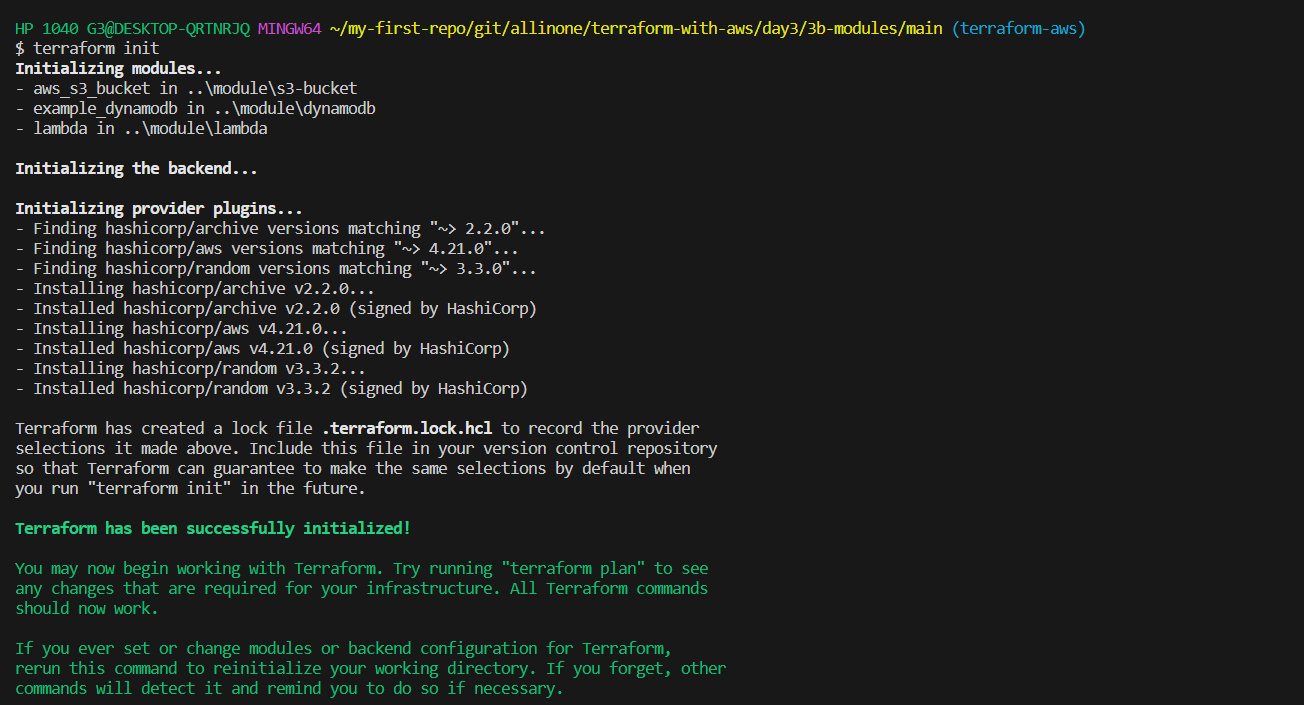 HP 1040 G3@DESKTOP-QRTNRJQ MINGW64 ~/my-first-repo/git/allinone/terraform-with-aws/day3/3b-modules/main (terraform-aws)
$ terraform init
Initializing modules...
- aws_s3_bucket in ..\module\s3-bucket
- example_dynamodb in ..\module\dynamodb
- lambda in ..\module\lambda
Initializing the backend...
Initializing provider plugins...
- Finding hashicorp/archive versions matching "~> 2.2.0"...
- Finding hashicorp/aws versions matching "~> 4.21.0"...
- Finding hashicorp/random versions matching "~> 3.3.0"...
- Installing hashicorp/archive v2.2.0...
- Installed hashicorp/archive v2.2.0 (signed by HashiCorp)
- Installing hashicorp/aws v4.21.0...
- Installed hashicorp/aws v4.21.0 (signed by HashiCorp)
- Installing hashicorp/random v3.3.2...
- Installed hashicorp/random v3.3.2 (signed by HashiCorp)
Terraform has created a lock file .terraform.lock.hcl to record the provider
selections it made above. Include this file in your version control repository
so that Terraform can guarantee to make the same selections by default when
you run "terraform init" in the future.
Terraform has been successfully initialized!
You may now begin working with Terraform. Try running "terraform plan" to see
any changes that are required for your infrastructure. All Terraform commands
should now work.
If you ever set or change modules or backend configuration for Terraform,
rerun this command to reinitialize your working directory. If you forget, other
commands will detect it and remind you to do so if necessary.